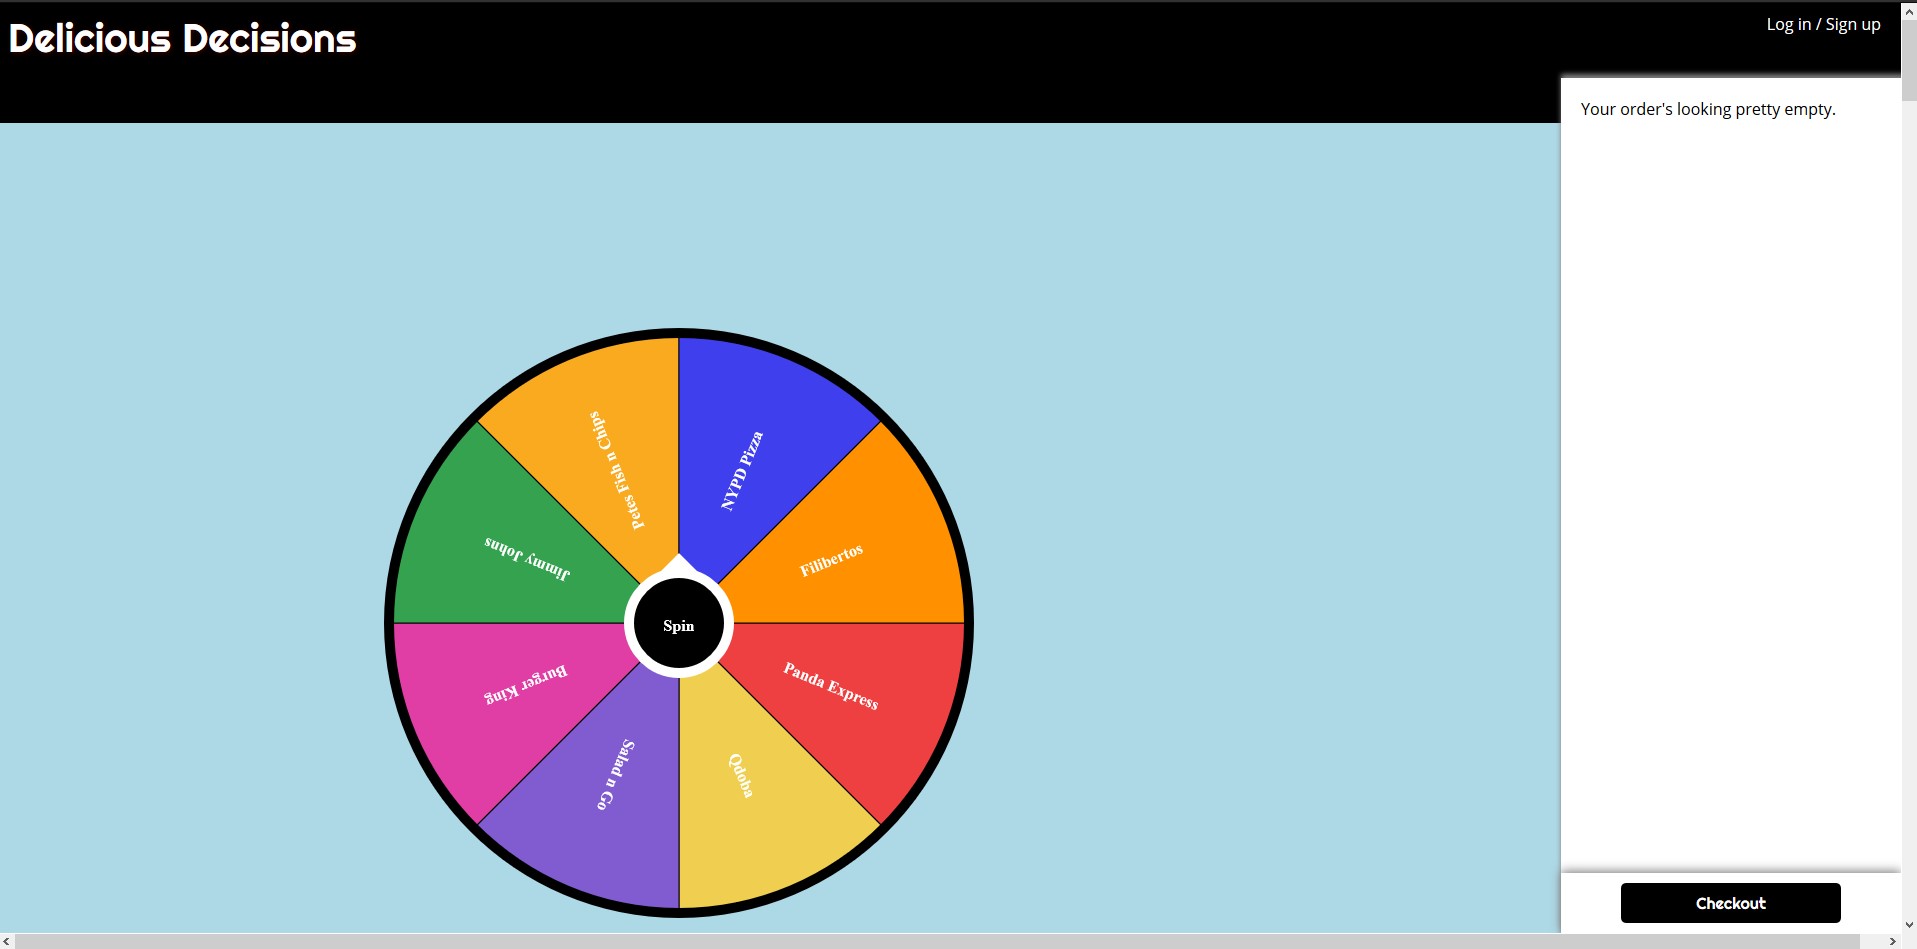 Delicious Decisions
Log in / Sign up
Your order's looking pretty empty.
Petes Fish n Chips
NYPD Pizza
Jimmy Johns
Filibertos
Spin
Burger King
Panda Express
Salad n Go
Qdoba
Checkout